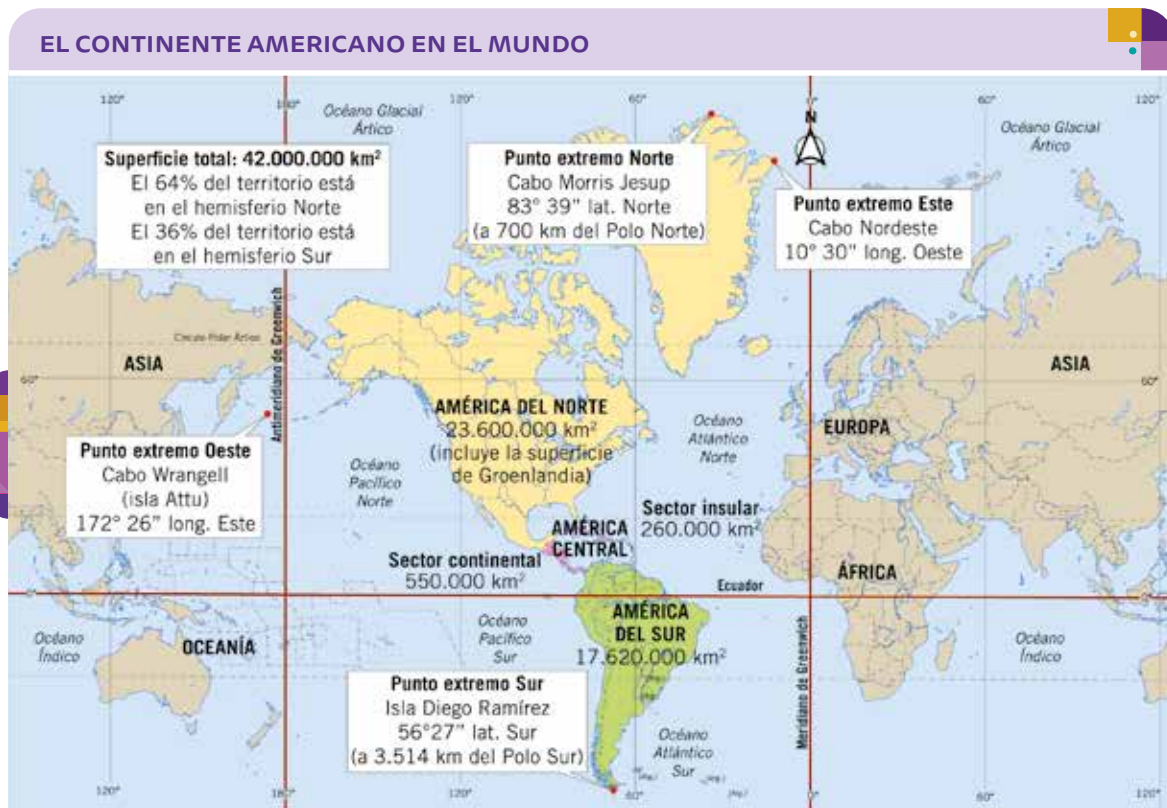 EL CONTINENTE AMERICANO EN EL MUNDO
120°
180°
120°
60°
0°
60°
120°
N
Océano Glacial
Ártico
Océano Glacial
Ártico
Superficie total: 42.000.000 km²
El 64% del territorio está
en el hemisferio Norte
El 36% del territorio está
en el hemisferio Sur
Punto extremo Norte
Cabo Morris Jesup
83° 39" lat. Norte
(a 700 km del Polo Norte)
Punto extremo Este
Cabo Nordeste
10° 30" long. Oeste
Antimeridiano de Greenwich
Círculo Polar Ártico
ASIA
ASIA
60°
60°
AMÉRICA DEL NORTE
23.600.000 km²
(incluye la superficie
de Groenlandia)
Océano
Atlántico
Norte
EUROPA
Punto extremo Oeste
Cabo Wrangell
(isla Attu)
172° 26" long. Este
Océano
Pacífico
Norte
Sector insular
260.000 km²
AMÉRICA
CENTRAL
Sector continental
550.000 km²
ÁFRICA
Ecuador
0°
0°
AMÉRICA
DEL SUR
17.620.000 km²
Océano
Pacífico
Sur
Océano
Índico
OCEANÍA
Océano
Índico
Meridiano de Greenwich
Punto extremo Sur
Isla Diego Ramírez
56°27" lat. Sur
(a 3.514 km del Polo Sur)
Océano
Atlántico
Sur
(Arg.)
120°
180°
120°
60°
0°
60°
120°